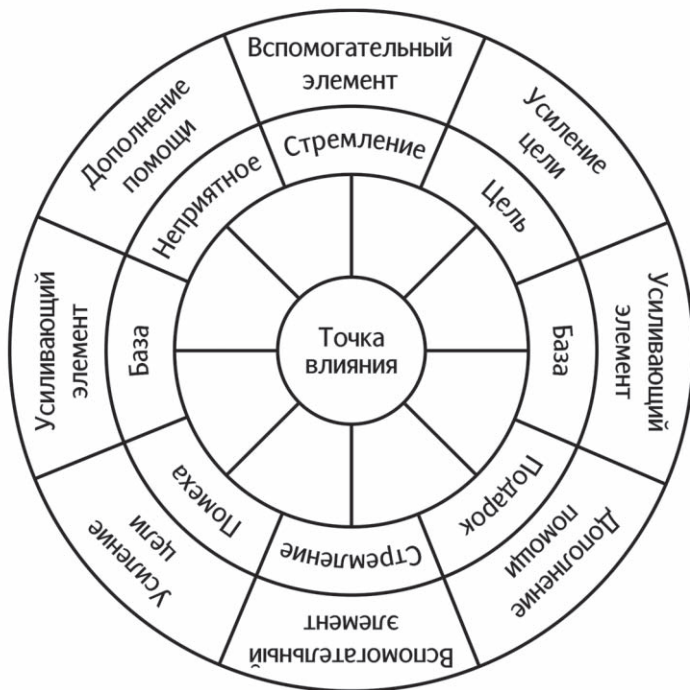 Вспомогательный
элемент
Усиление
цели
Усиливающий
элемент
Дополнение
помощи
Вспомогательный
элемент
Усиление
цели
Усиливающий
элемент
Дополнение
помощи
Стремление
Цель
База
Подарок
Стремление
Помеха
База
Неприятное
Точка
влияния